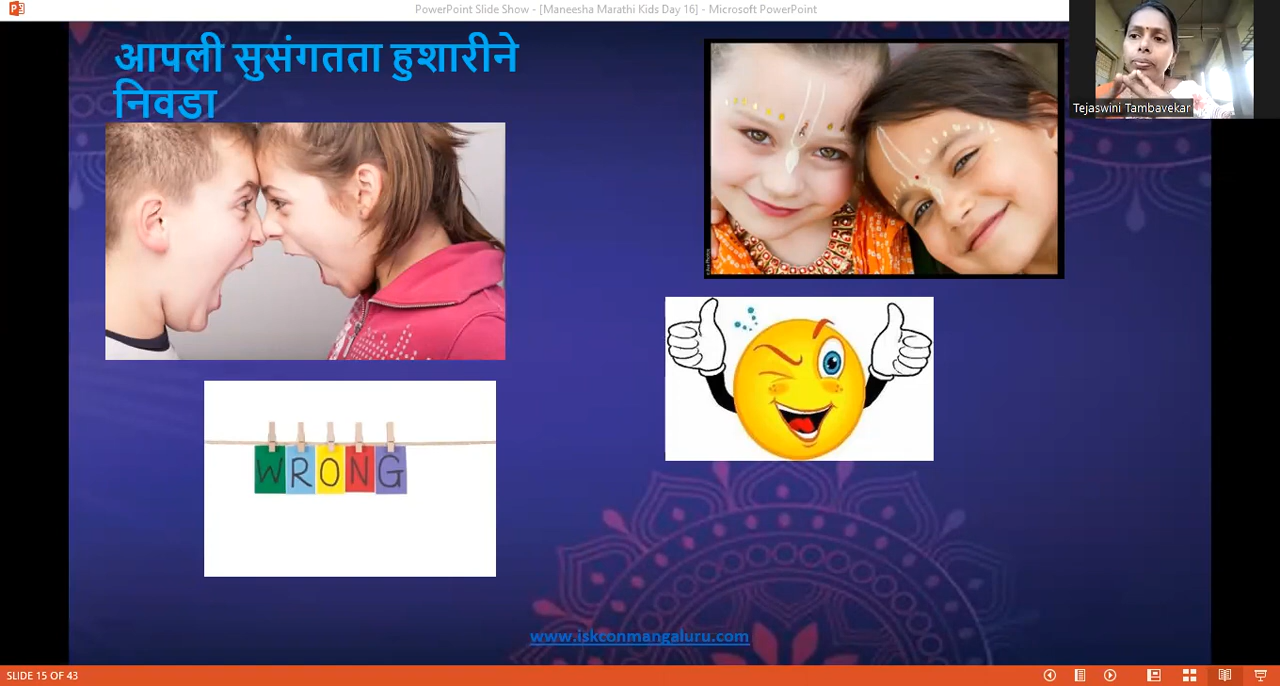 PowerPoint Slide Show - [Maneesha Marathi Kids Day 16] - Microsoft PowerPoint
आपली सुसंगतता हुशारीने
निवडा
Tejaswini Tambavekar
WRONG
www.iskconmangaluru.com
SLIDE 15 OF 43